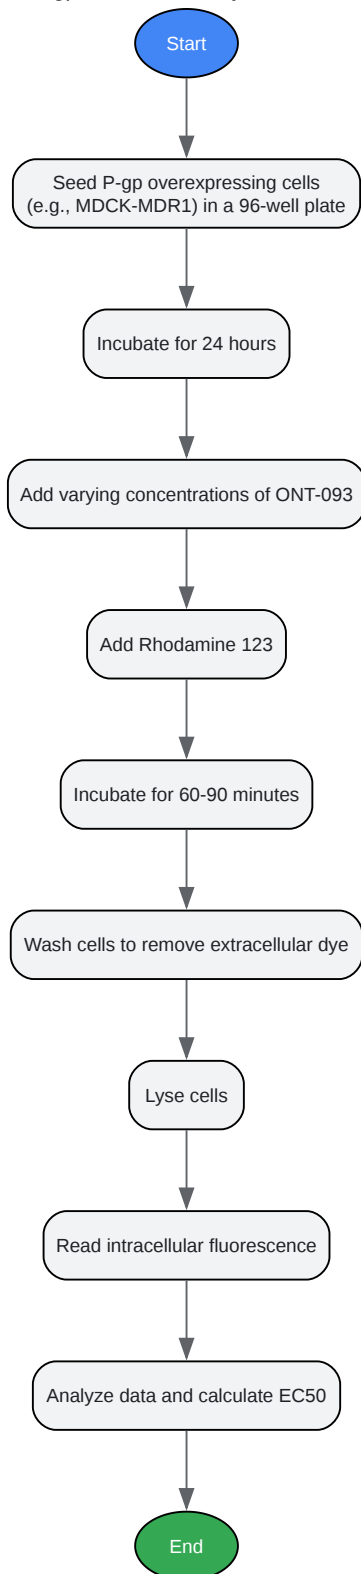 Start
Seed P-gp overexpressing cells
(e.g., MDCK-MDR1) in a 96-well plate
Incubate for 24 hours
Add varying concentrations of ONT-093
Add Rhodamine 123
Incubate for 60-90 minutes
Wash cells to remove extracellular dye
Lyse cells
Read intracellular fluorescence
Analyze data and calculate EC50
End